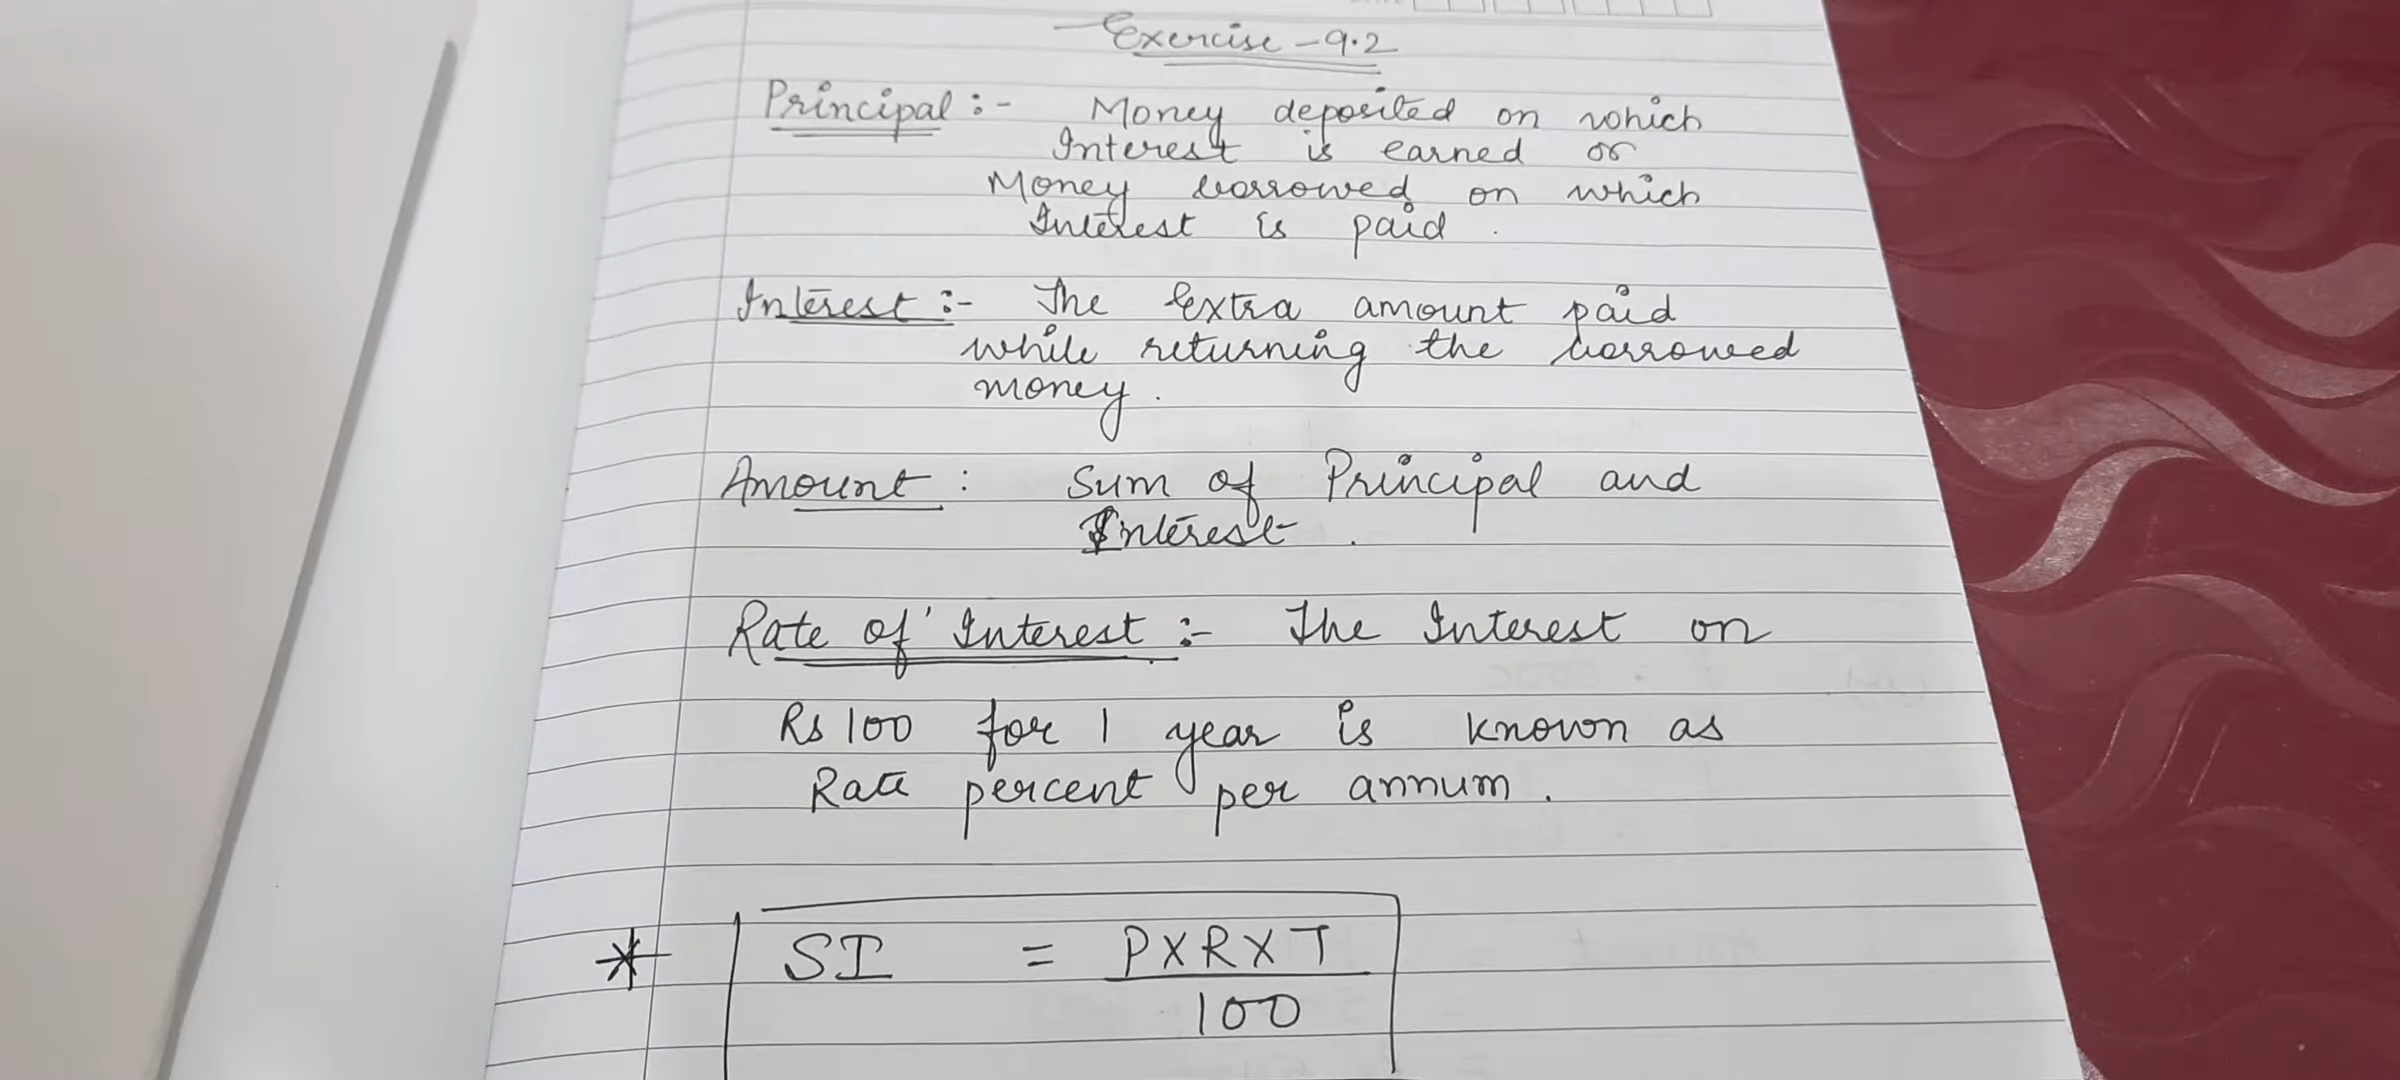 Exercise - 9.2
Principal :- Money deposited on which
Interest is earned or
Money borrowed on which
Interest is paid.
Interest :- The Extra amount paid
while returning the borrowed
money.
Amount : Sum of Principal and
Interest.
Rate of Interest :- The Interest on
Rs 100 for 1 year is known as
Rate percent per annum.
* SI = P X R X T
100